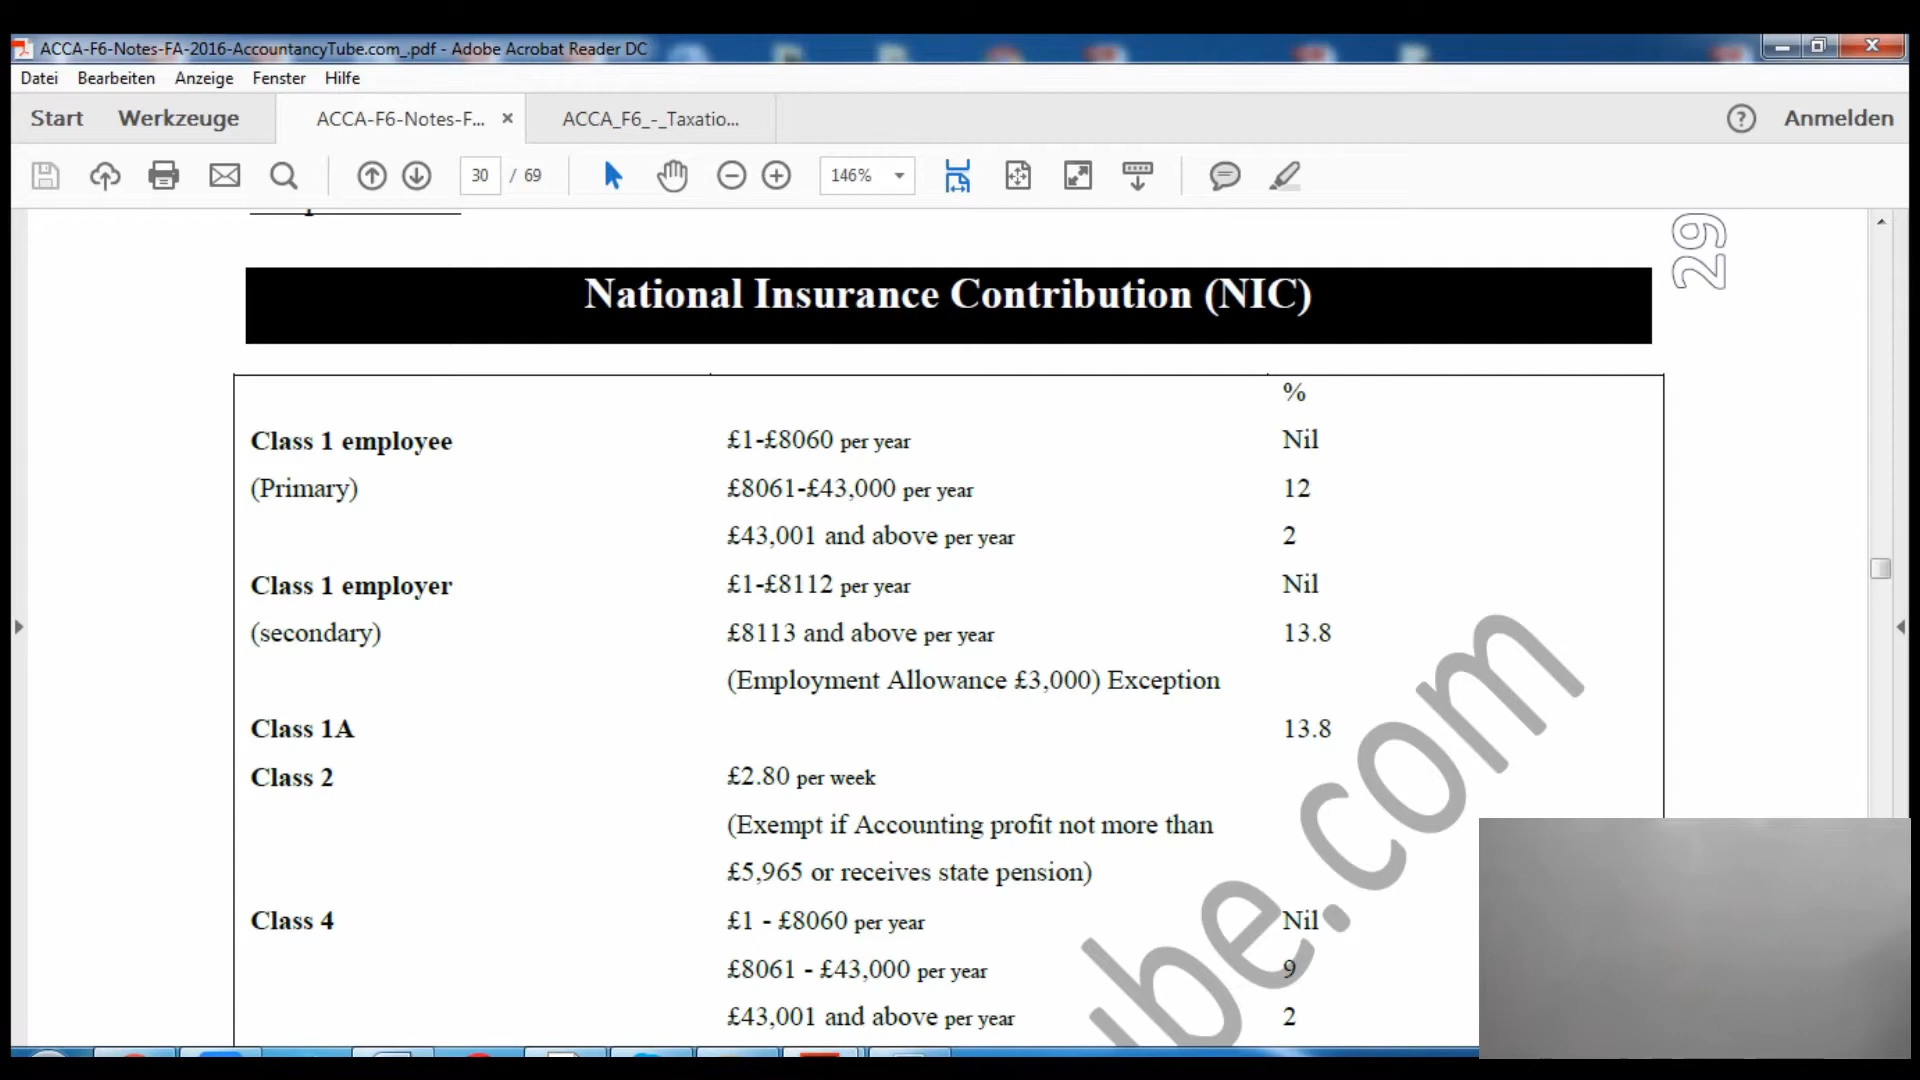 ACCA-F6-Notes-FA-2016-AccountancyTube.com_.pdf - Adobe Acrobat Reader DC
Datei Bearbeiten Anzeige Fenster Hilfe
Start Werkzeuge ACCA-F6-Notes-F... × ACCA_F6_-_Taxatio... ? Anmelden
30 / 69 146%
29
National Insurance Contribution (NIC)
%
Class 1 employee £1-£8060 per year Nil
(Primary) £8061-£43,000 per year 12
£43,001 and above per year 2
Class 1 employer £1-£8112 per year Nil
(secondary) £8113 and above per year 13.8
(Employment Allowance £3,000) Exception
Class 1A 13.8
Class 2 £2.80 per week
(Exempt if Accounting profit not more than
£5,965 or receives state pension)
Class 4 £1 - £8060 per year Nil
£8061 - £43,000 per year 9
£43,001 and above per year 2
be.com